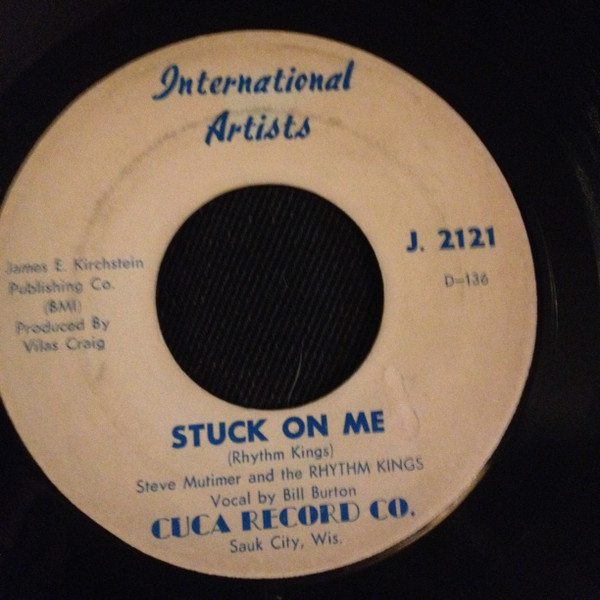 International
Artists
J. 2121
D-136
James E. Kirchstein
Publishing Co.
(BMI)
Produced By
Vilas Craig
STUCK ON ME
(Rhythm Kings)
Steve Mutimer and the RHYTHM KINGS
Vocal by Bill Burton
CUCA RECORD CO.
Sauk City, Wis.